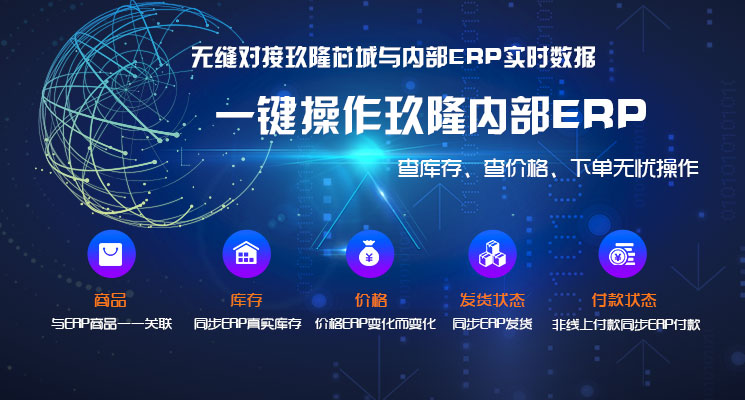 无缝对接玖隆芯城与内部ERP实时数据
一键操作玖隆内部ERP
查库存、查价格、下单无忧操作
商品
库存
价格
发货状态
付款状态
与ERP商品一一关联
同步ERP真实库存
价格ERP变化而变化
同步ERP发货
非线上付款同步ERP付款